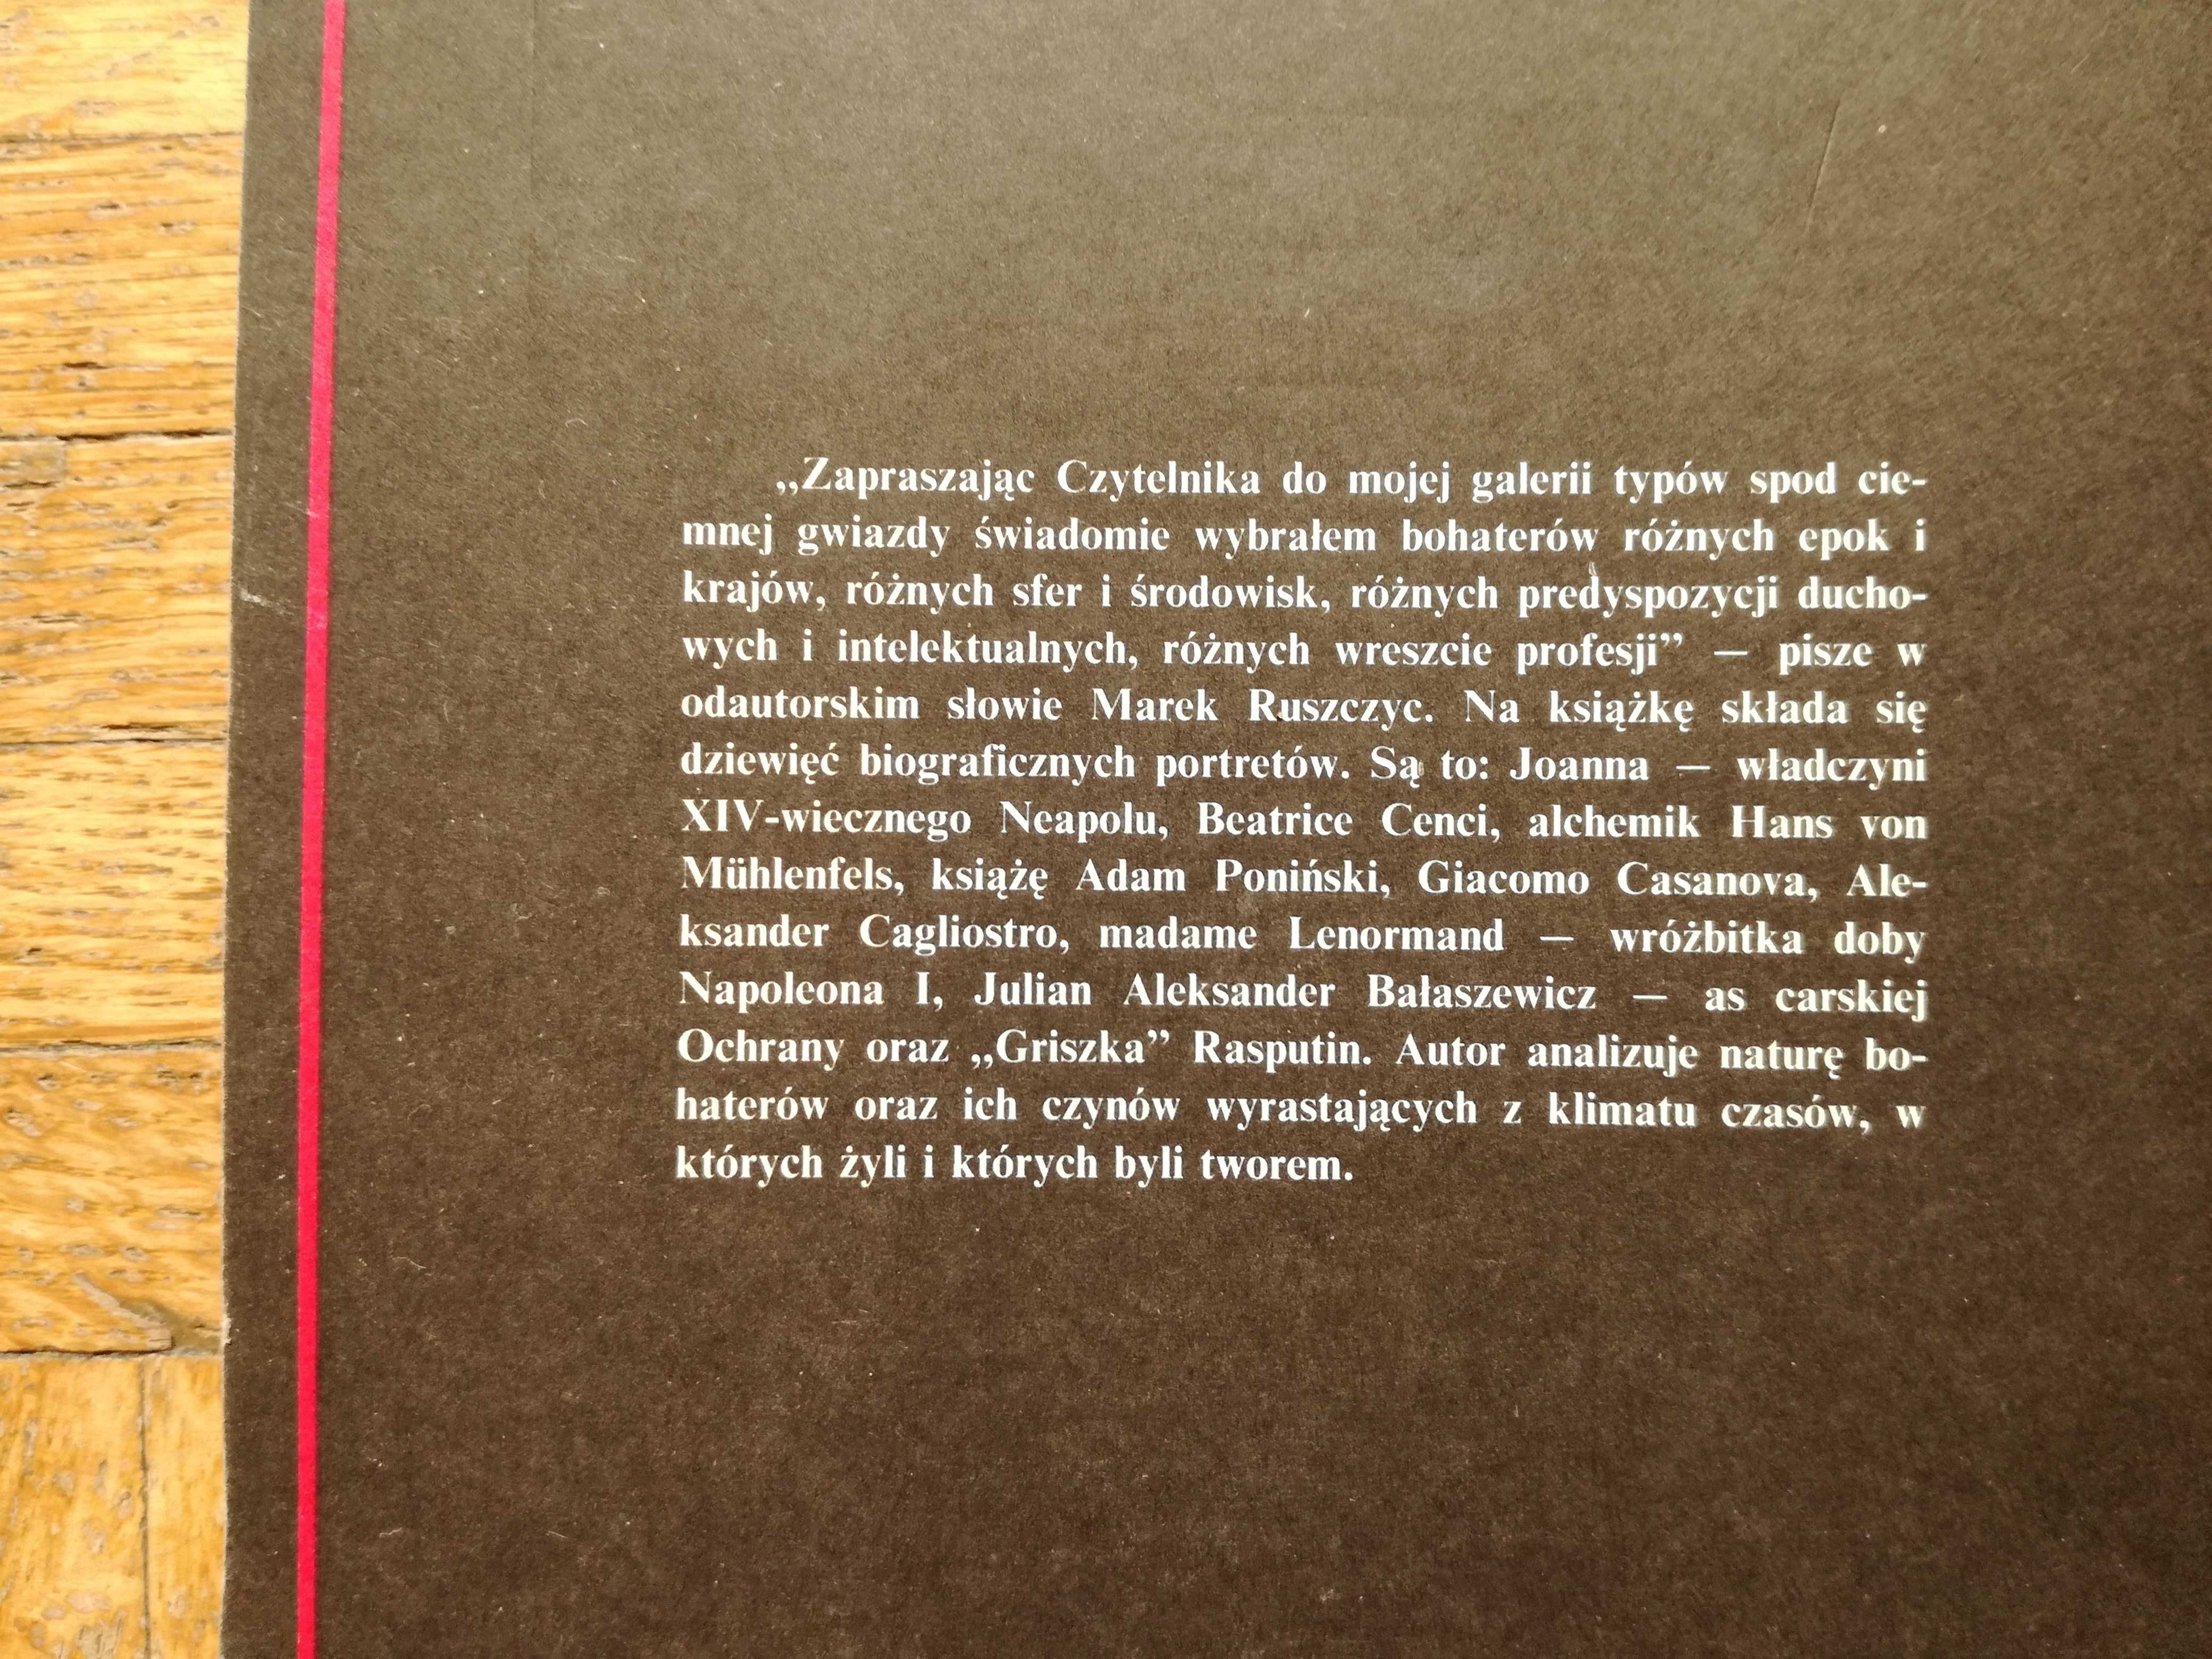 „Zapraszając Czytelnika do mojej galerii typów spod cie-
mnej gwiazdy świadomie wybrałem bohaterów różnych epok i
krajów, różnych sfer i środowisk, różnych predyspozycji ducho-
wych i intelektualnych, różnych wreszcie profesji” — pisze w
odautorskim słowie Marek Ruszczyc. Na książkę składa się
dziewięć biograficznych portretów. Są to: Joanna — władczyni
XIV-wiecznego Neapolu, Beatrice Cenci, alchemik Hans von
Mühlenfels, książę Adam Poniński, Giacomo Casanova, Ale-
ksander Cagliostro, madame Lenormand — wróżbitka doby
Napoleona I, Julian Aleksander Bałaszewicz — as carskiej
Ochrany oraz „Griszka” Rasputin. Autor analizuje naturę bo-
haterów oraz ich czynów wyrastających z klimatu czasów, w
których żyli i których byli tworem.